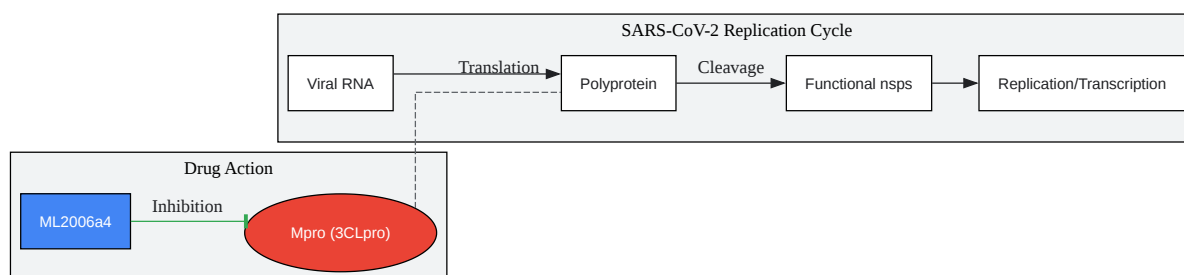 SARS-CoV-2 Replication Cycle
Viral RNA
Translation
Polyprotein
Cleavage
Functional nsps
Replication/Transcription
Drug Action
ML2006a4
Inhibition
Mpro (3CLpro)